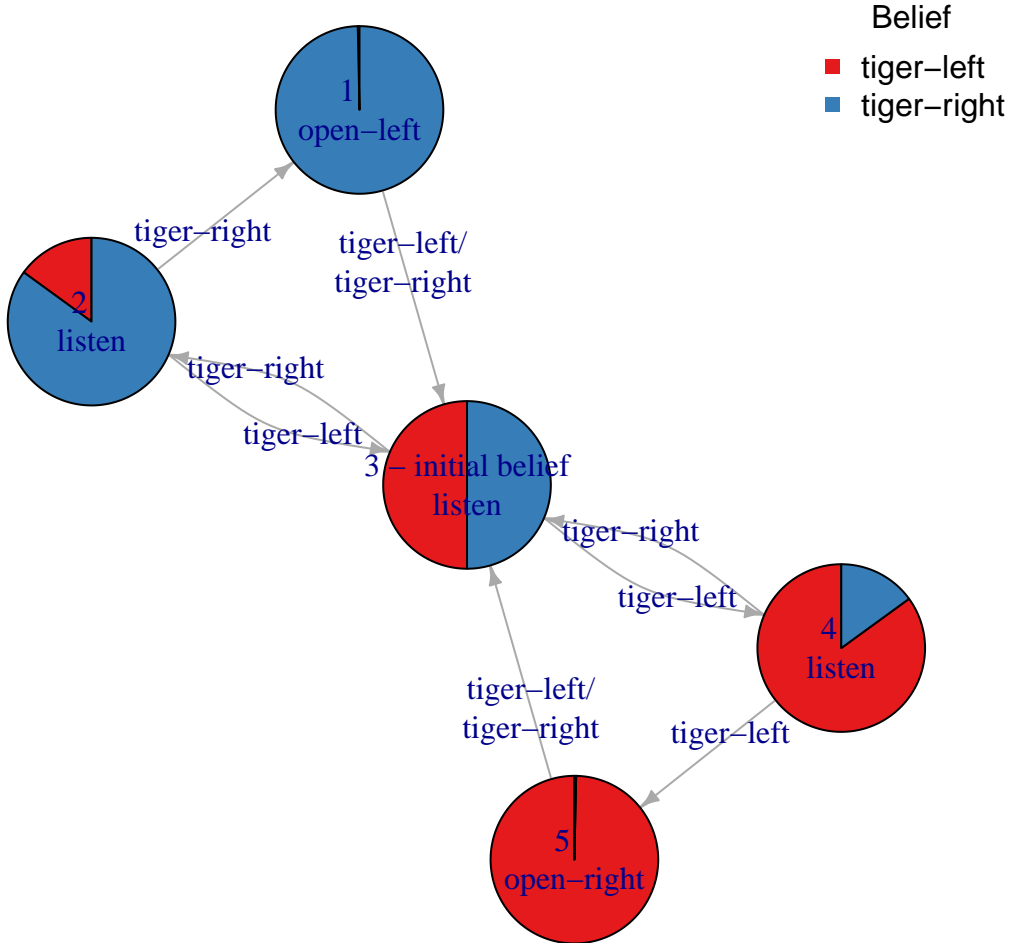 Belief
tiger–left
tiger–right
1
open–left
tiger–right
tiger–left/
tiger–right
2
listen
tiger–right
tiger–left
3 – initial belief
listen
tiger–right
tiger–left
4
listen
tiger–left/
tiger–right
tiger–left
5
open–right